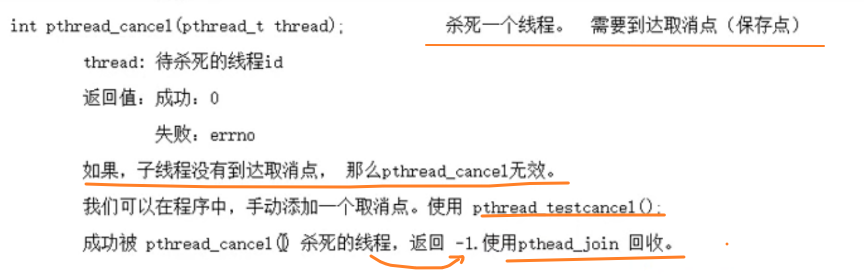 int pthread_cancel(pthread_t thread); 杀死一个线程。 需要到达取消点（保存点）
thread: 待杀死的线程id
返回值：成功：0
失败：errno
如果，子线程没有到达取消点， 那么pthread_cancel无效。
我们可以在程序中，手动添加一个取消点。使用 pthread_testcancel();
成功被 pthread_cancel() 杀死的线程，返回 -1.使用pthead_join 回收。